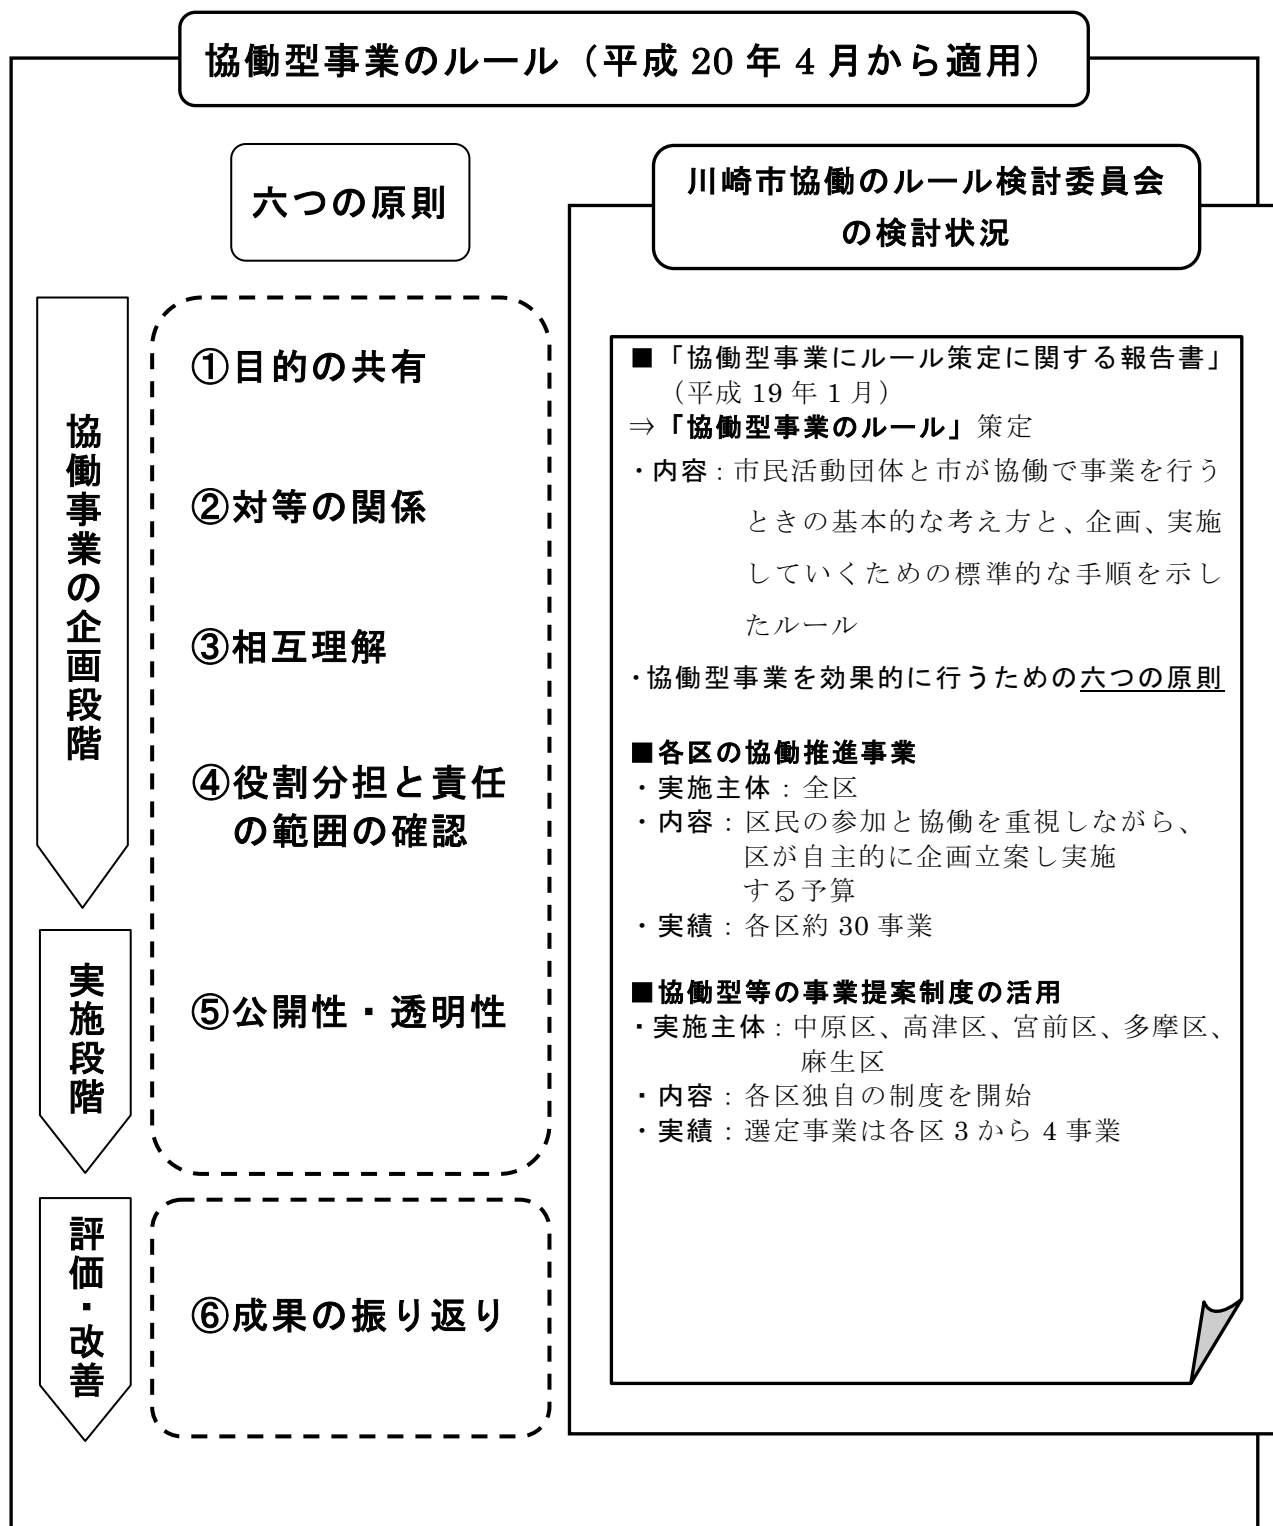 協働型事業のルール（平成 20 年 4 月から適用）
六つの原則
川崎市協働のルール検討委員会
の検討状況
協働事業の企画段階
実施段階
評価・改善
①目的の共有
②対等の関係
③相互理解
④役割分担と責任
の範囲の確認
⑤公開性・透明性
⑥成果の振り返り
■「協働型事業にルール策定に関する報告書」
（平成 19 年 1 月）
⇒「協働型事業のルール」策定
・内容：市民活動団体と市が協働で事業を行う
ときの基本的な考え方と、企画、実施
していくための標準的な手順を示し
たルール
・協働型事業を効果的に行うための六つの原則
■各区の協働推進事業
・実施主体：全区
・内容：区民の参加と協働を重視しながら、
区が自主的に企画立案し実施
する予算
・実績：各区約 30 事業
■協働型等の事業提案制度の活用
・実施主体：中原区、高津区、宮前区、多摩区、
麻生区
・内容：各区独自の制度を開始
・実績：選定事業は各区 3 から 4 事業